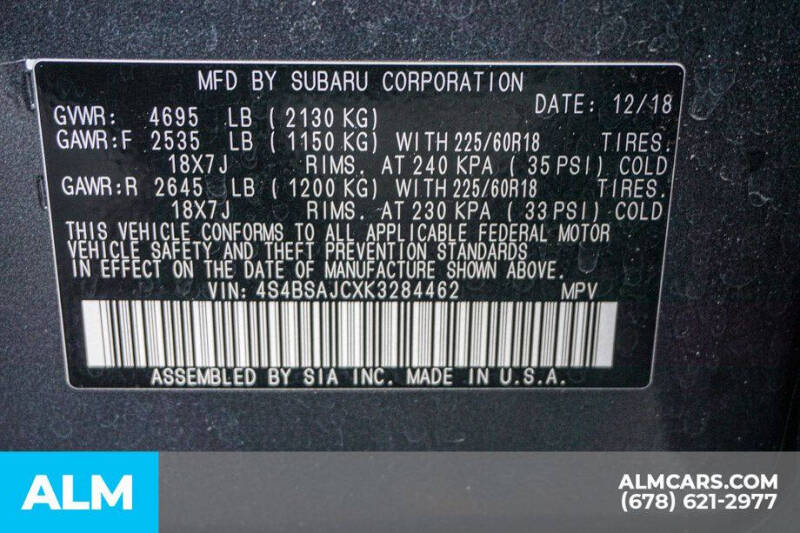 MFD BY SUBARU CORPORATION
DATE: 12/18
GVWR: 4695 LB ( 2130 KG)
GAWR:F 2535 LB ( 1150 KG) WITH 225/60R18 TIRES.
18X7J RIMS. AT 240 KPA ( 35 PSI) COLD
GAWR:R 2645 LB ( 1200 KG) WITH 225/60R18 TIRES.
18X7J RIMS. AT 230 KPA ( 33 PSI) COLD
THIS VEHICLE CONFORMS TO ALL APPLICABLE FEDERAL MOTOR
VEHICLE SAFETY AND THEFT PREVENTION STANDARDS
IN EFFECT ON THE DATE OF MANUFACTURE SHOWN ABOVE.
VIN: 4S4BSAJCXK3284462 MPV
ASSEMBLED BY SIA INC. MADE IN U.S.A.
ALM
ALMCARS.COM
(678) 621-2977